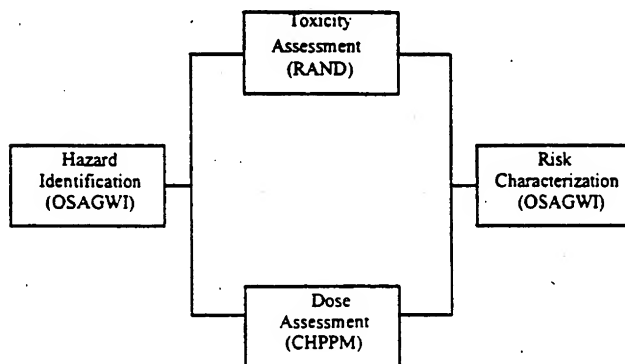 Toxicity
Assessment
(RAND)
Hazard
Identification
(OSAGWI)
Risk
Characterization
(OSAGWI)
Dose
Assessment
(CHPPM)